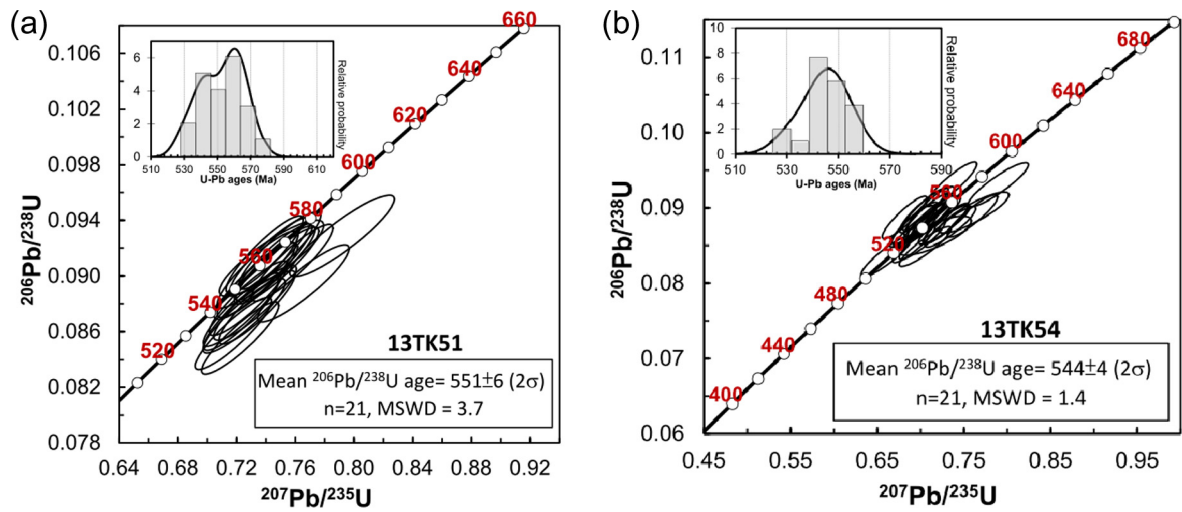 (a)
0.106
0.102
0.098
0.094
0.090
0.086
0.082
0.078
206Pb/238U
0.64 0.68 0.72 0.76 0.80 0.84 0.88 0.92
207Pb/235U
660
640
620
600
580
560
540
520
6
4
2
0
510 530 550 570 590 610
U-Pb ages (Ma)
Relative probability
13TK51
Mean 206Pb/238U age= 551±6 (2σ)
n=21, MSWD = 3.7
(b)
0.115
0.100
0.09
0.08
0.07
0.06
206Pb/238U
0.45 0.55 0.65 0.75 0.85 0.95
207Pb/235U
680
640
600
560
520
480
440
400
10
8
6
4
2
0
510 530 550 570 590
U-Pb ages (Ma)
Relative probability
13TK54
Mean 206Pb/238U age= 544±4 (2σ)
n=21, MSWD = 1.4